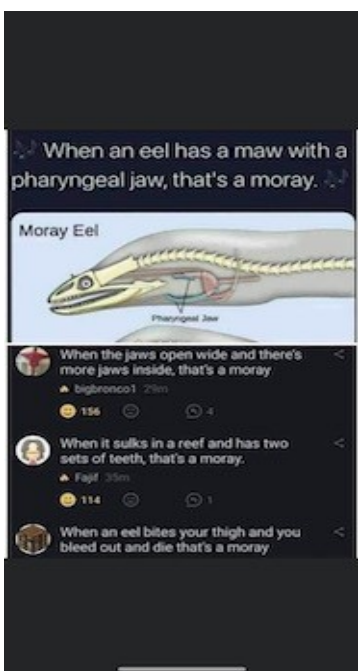 🎶 When an eel has a maw with a
pharyngeal jaw, that's a moray. 🎶
Moray Eel
Pharyngeal Jaw
When the jaws open wide and there's
more jaws inside, that's a moray
bigbronco1 29m
156 4
When it sulks in a reef and has two
sets of teeth, that's a moray.
Fajif 35m
114 1
When an eel bites your thigh and you
bleed out and die that's a moray